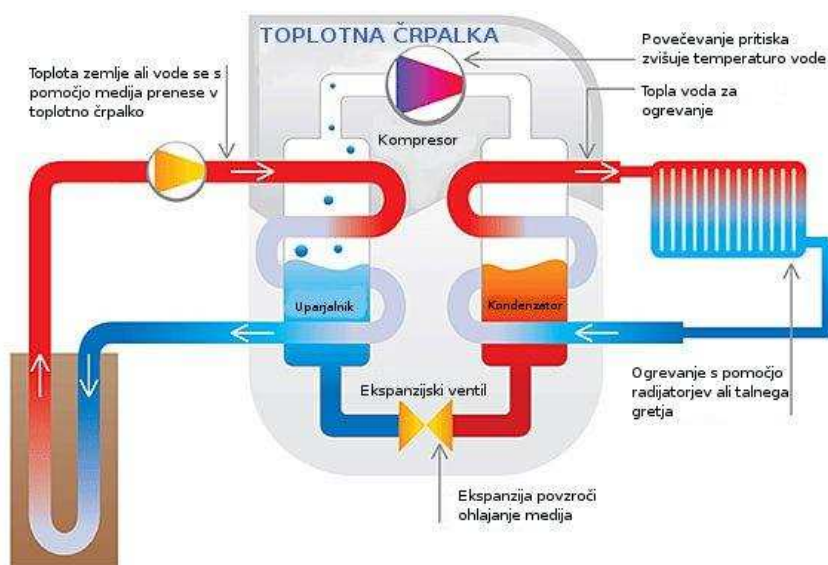 TOPLOTNA ČRPALKA
Toplota zemlje ali vode se s
pomočjo medija prenese v
toplotno črpalko
Kompresor
Povečevanje pritiska
zvišuje temperaturo vode
Topla voda za
ogrevanje
Uparjalnik
Kondenzator
Ekspanzijski ventil
Ogrevanje s pomočjo
radijatorjev ali talnega
gretja
Ekspanzija povzroči
ohlajanje medija